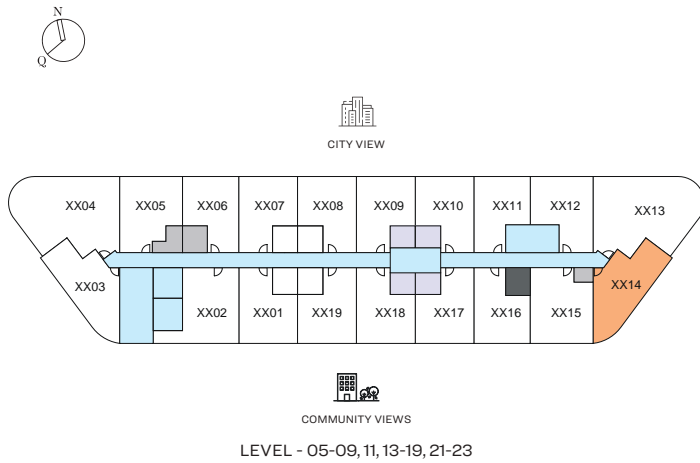 N
Q
CITY VIEW
XX04 XX05 XX06 XX07 XX08 XX09 XX10 XX11 XX12 XX13
XX03 XX14
XX02 XX01 XX19 XX18 XX17 XX16 XX15
COMMUNITY VIEWS
LEVEL - 05-09, 11, 13-19, 21-23